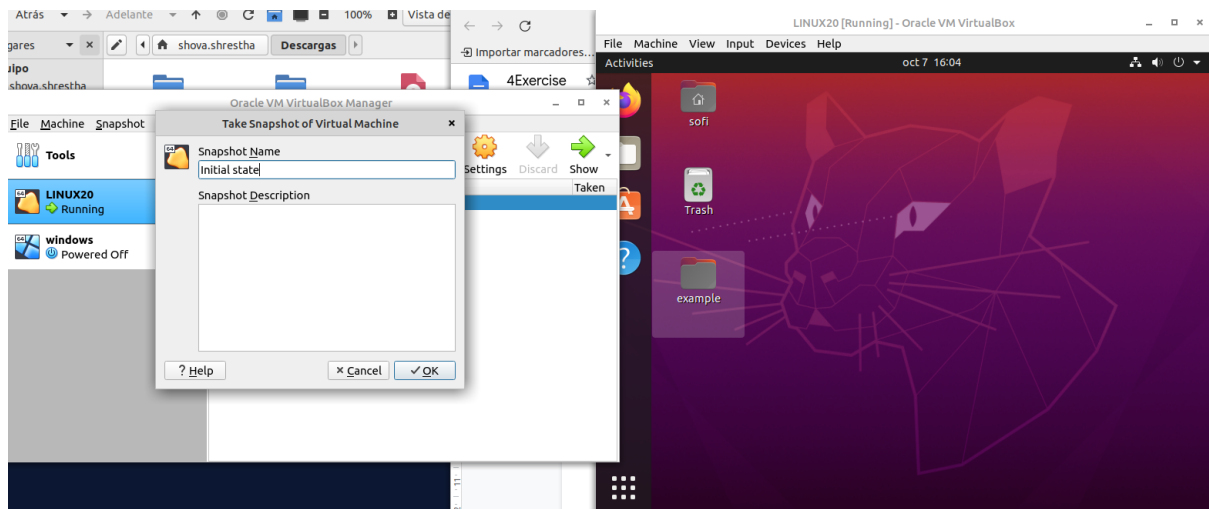 Atrás Adelante 100% Vista de
gares shova.shrestha Descargas
uipo
shova.shrestha
Importar marcadores...
4Exercise
Oracle VM VirtualBox Manager
File Machine Snapshot
Tools
LINUX20
Running
windows
Powered Off
Settings Discard Show
Taken
Take Snapshot of Virtual Machine
Snapshot Name
Initial state
Snapshot Description
? Help Cancel OK
11
LINUX20 [Running] - Oracle VM VirtualBox
File Machine View Input Devices Help
Activities oct 7 16:04
sofi
Trash
example